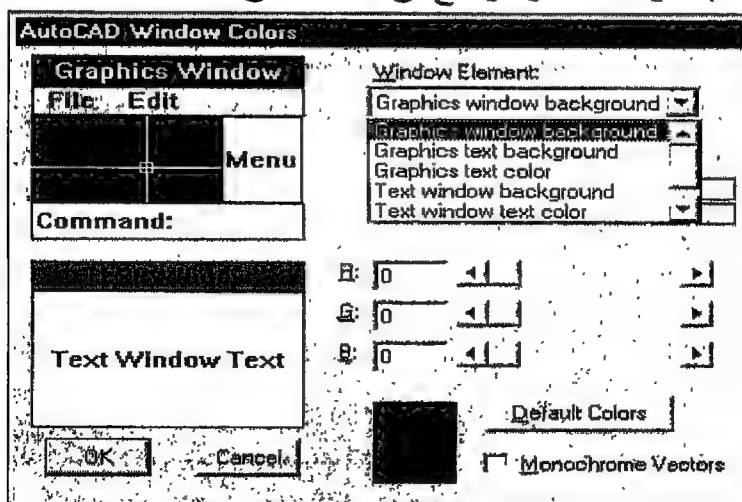 AutoCAD Window Colors
Graphics Window
File Edit
Menu
Command:
Text Window Text
OK Cancel
Window Element:
Graphics window background
Graphics window background
Graphics text background
Graphics text color
Text window background
Text window text color
R: 0
G: 0
B: 0
Default Colors
Monochrome Vectors